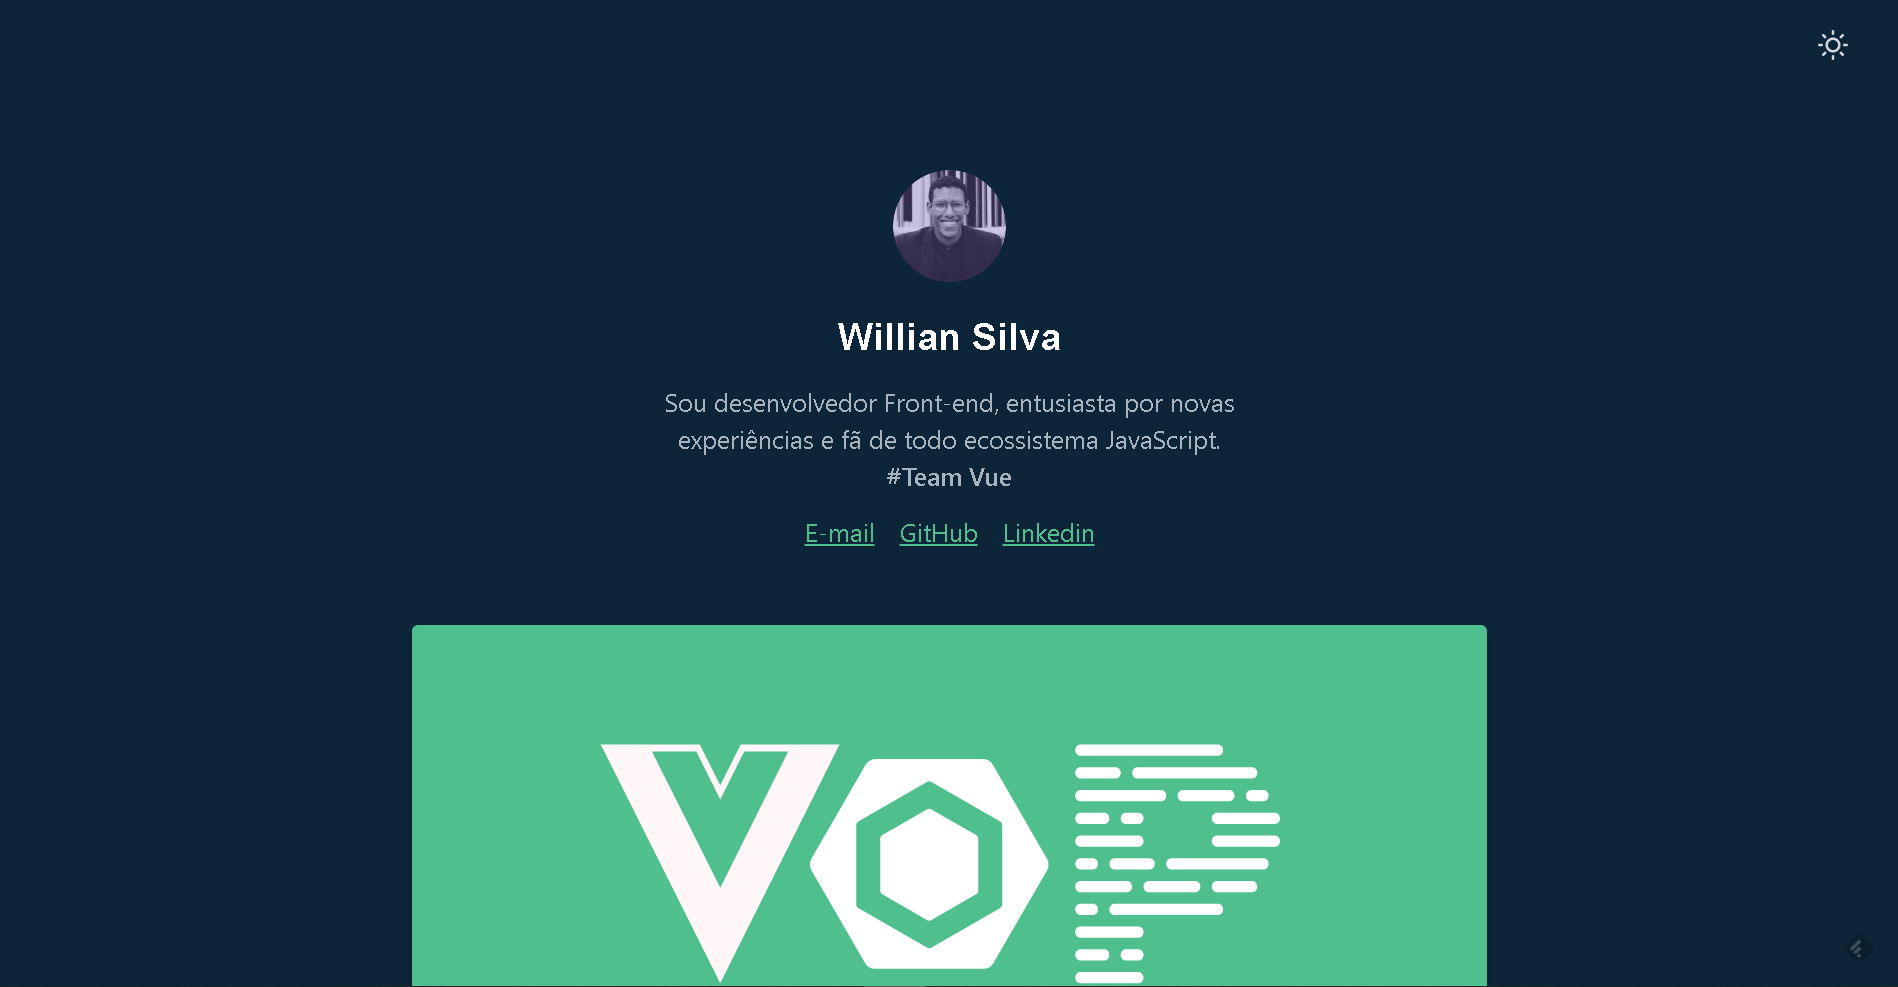 Willian Silva
Sou desenvolvedor Front-end, entusiasta por novas
experiências e fã de todo ecossistema JavaScript.
#Team Vue
E-mail GitHub Linkedin